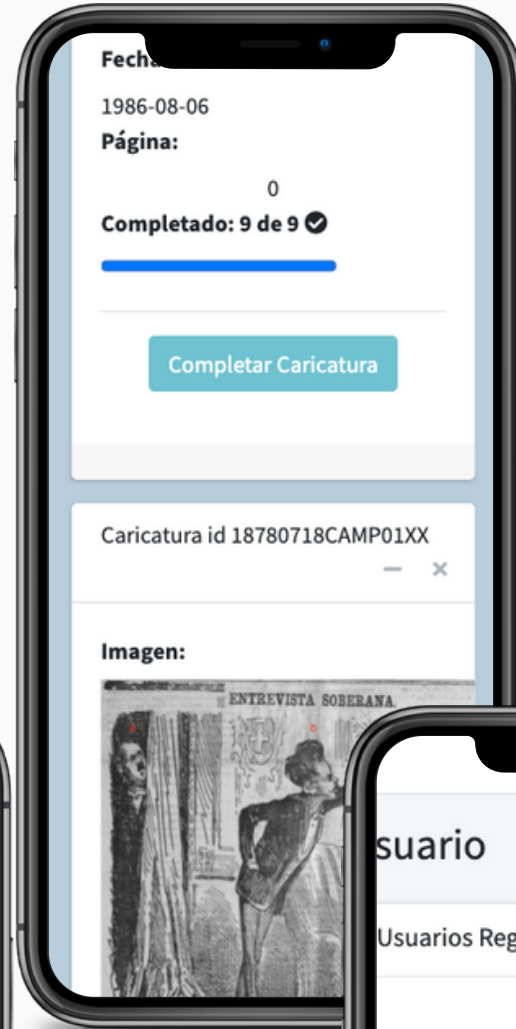 Fecha
1986-08-06
Página:
0
Completado: 9 de 9
Completar Caricatura
Caricatura id 18780718CAMP01XX
Imagen:
ENTREVISTA SOBERANA.
a
b
suario
Usuarios Reg